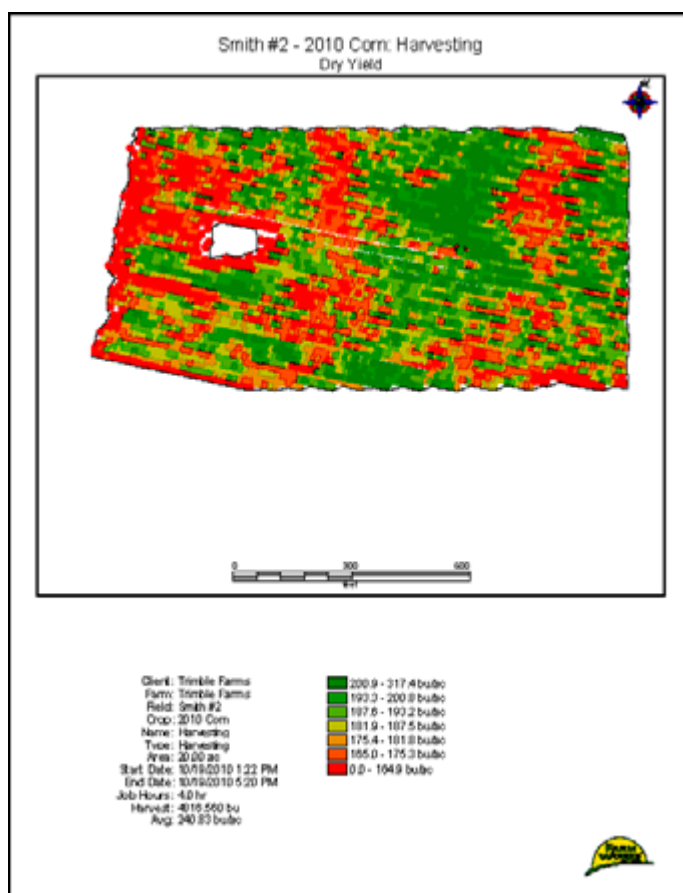 Smith #2 - 2010 Corn: Harvesting
Dry Yield
N
0 300 600
feet
Client: Trimble Farms
Farm: Trimble Farms
Field: Smith #2
Crop: 2010 Corn
Name: Harvesting
Type: Harvesting
Area: 20.00 ac
Start Date: 10/19/2010 1:22 PM
End Date: 10/19/2010 5:20 PM
Job Hours: 4.0 hr
Harvest: 4816.560 bu
Avg: 240.83 bu/ac
200.9 - 317.4 bu/ac
193.3 - 200.8 bu/ac
187.6 - 193.2 bu/ac
181.9 - 187.5 bu/ac
175.4 - 181.8 bu/ac
165.0 - 175.3 bu/ac
0.0 - 164.9 bu/ac
FARM
WORKS